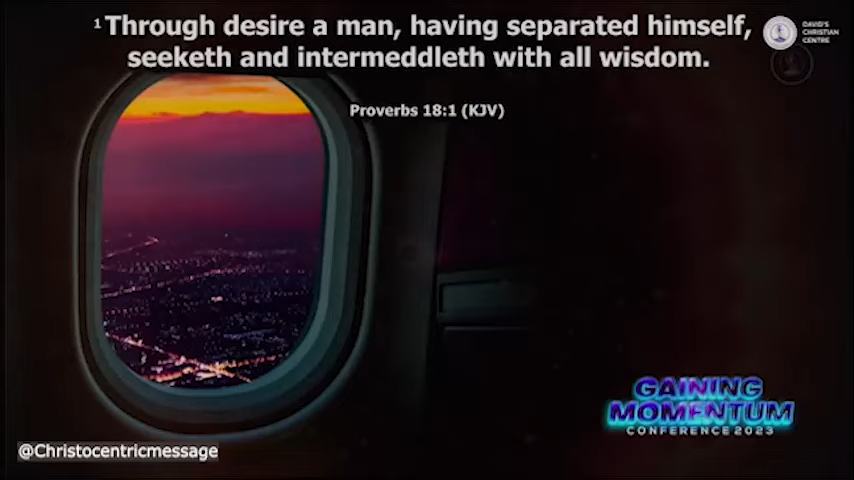 ¹ Through desire a man, having separated himself,
seeketh and intermeddleth with all wisdom.
Proverbs 18:1 (KJV)
DAVID'S
CHRISTIAN
CENTRE
GAINING
MOMENTUM
CONFERENCE 2023
@Christocentricmessage